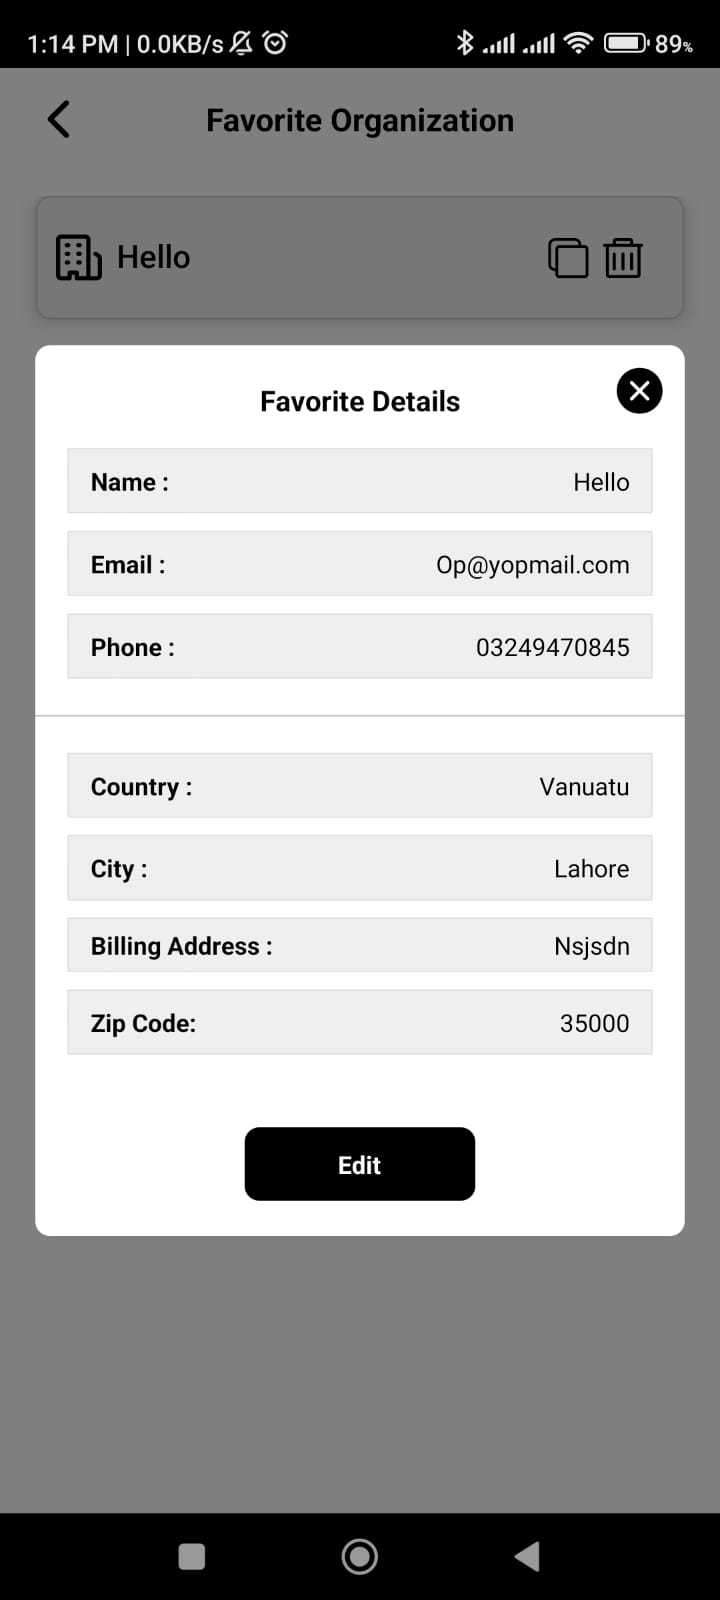 1:14 PM | 0.0KB/s 89%
Favorite Organization
Hello
Favorite Details
Name : Hello
Email : Op@yopmail.com
Phone : 03249470845
Country : Vanuatu
City : Lahore
Billing Address : Nsjsdn
Zip Code: 35000
Edit